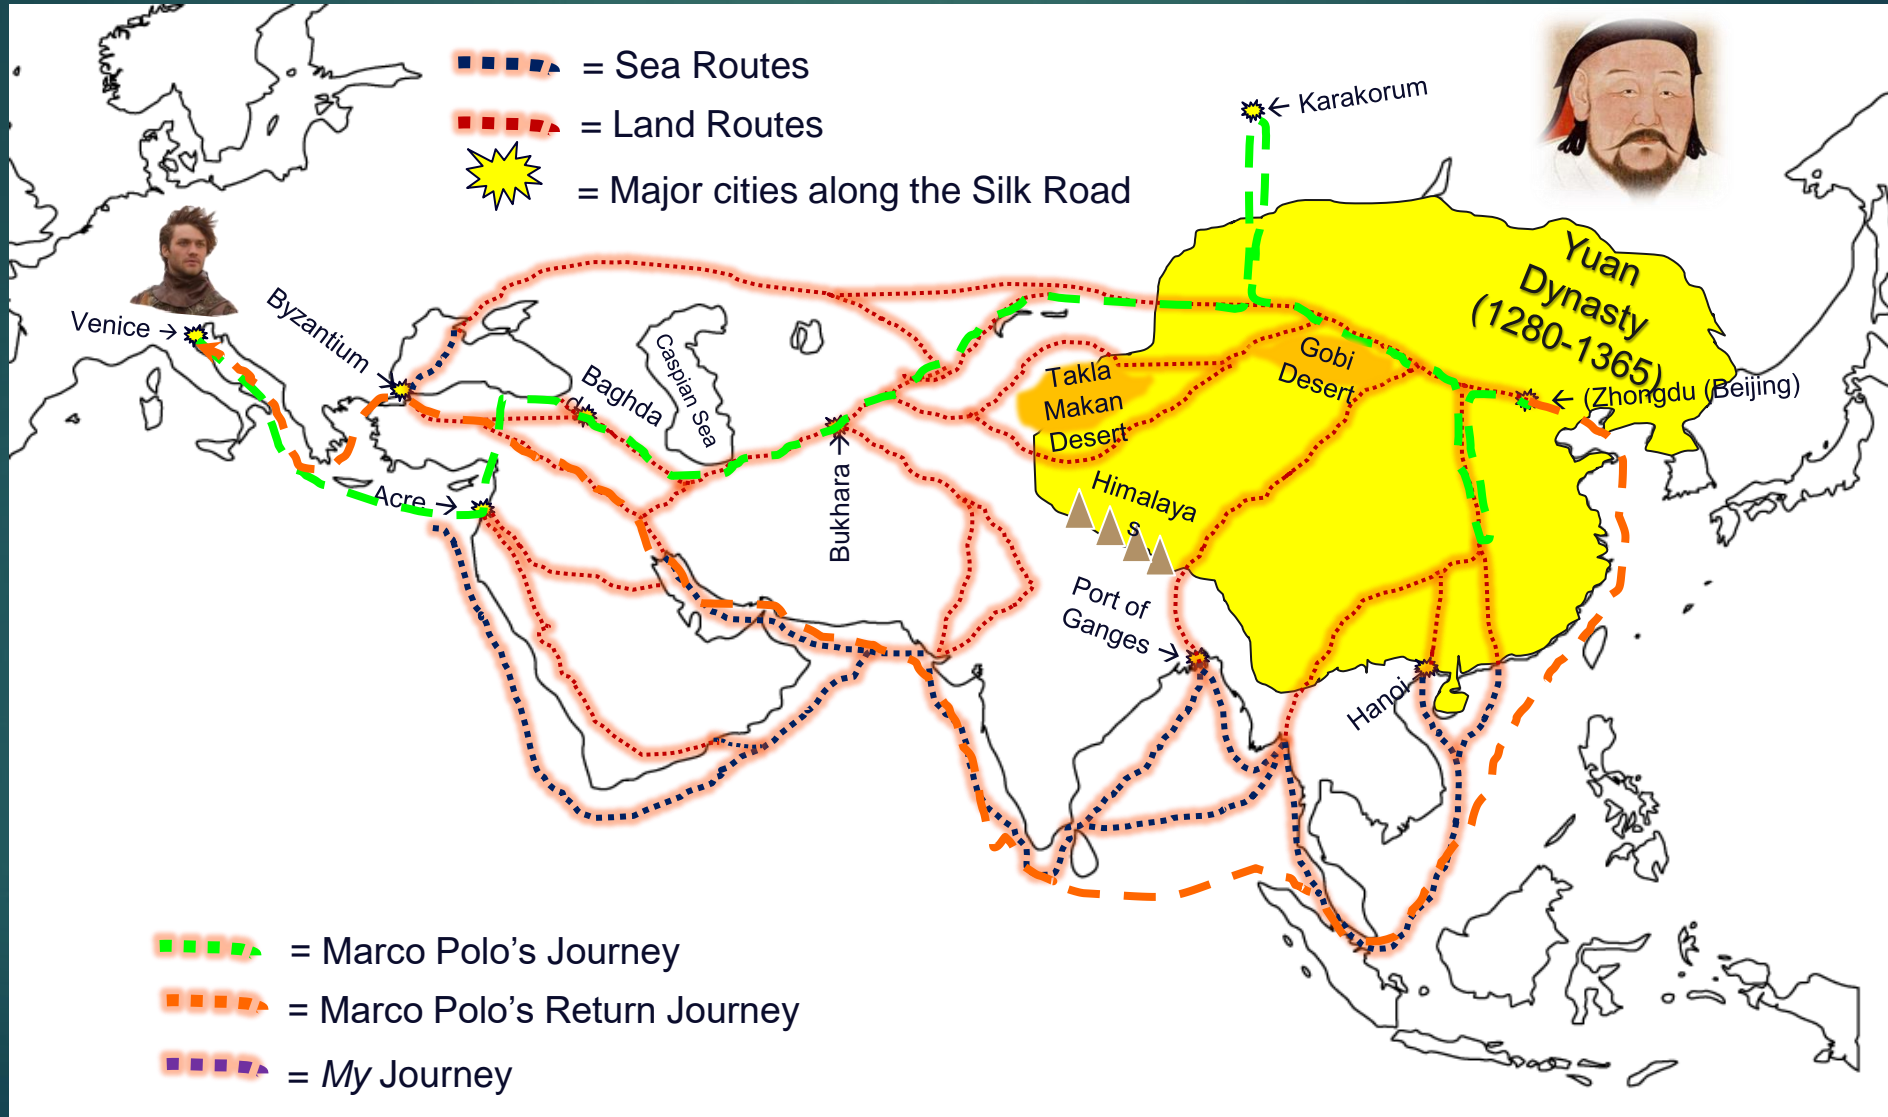 = Sea Routes
= Land Routes
= Major cities along the Silk Road
← Karakorum
Yuan
Dynasty
(1280-1365)
Venice →
Byzantium
→
Caspian Sea
Baghda
d
Gobi
Desert
Takla
Makan
Desert
← (Zhongdu (Beijing)
Acre →
Bukhara →
Himalaya
s
Port of
Ganges →
Hanoi
= Marco Polo’s Journey
= Marco Polo’s Return Journey
= My Journey